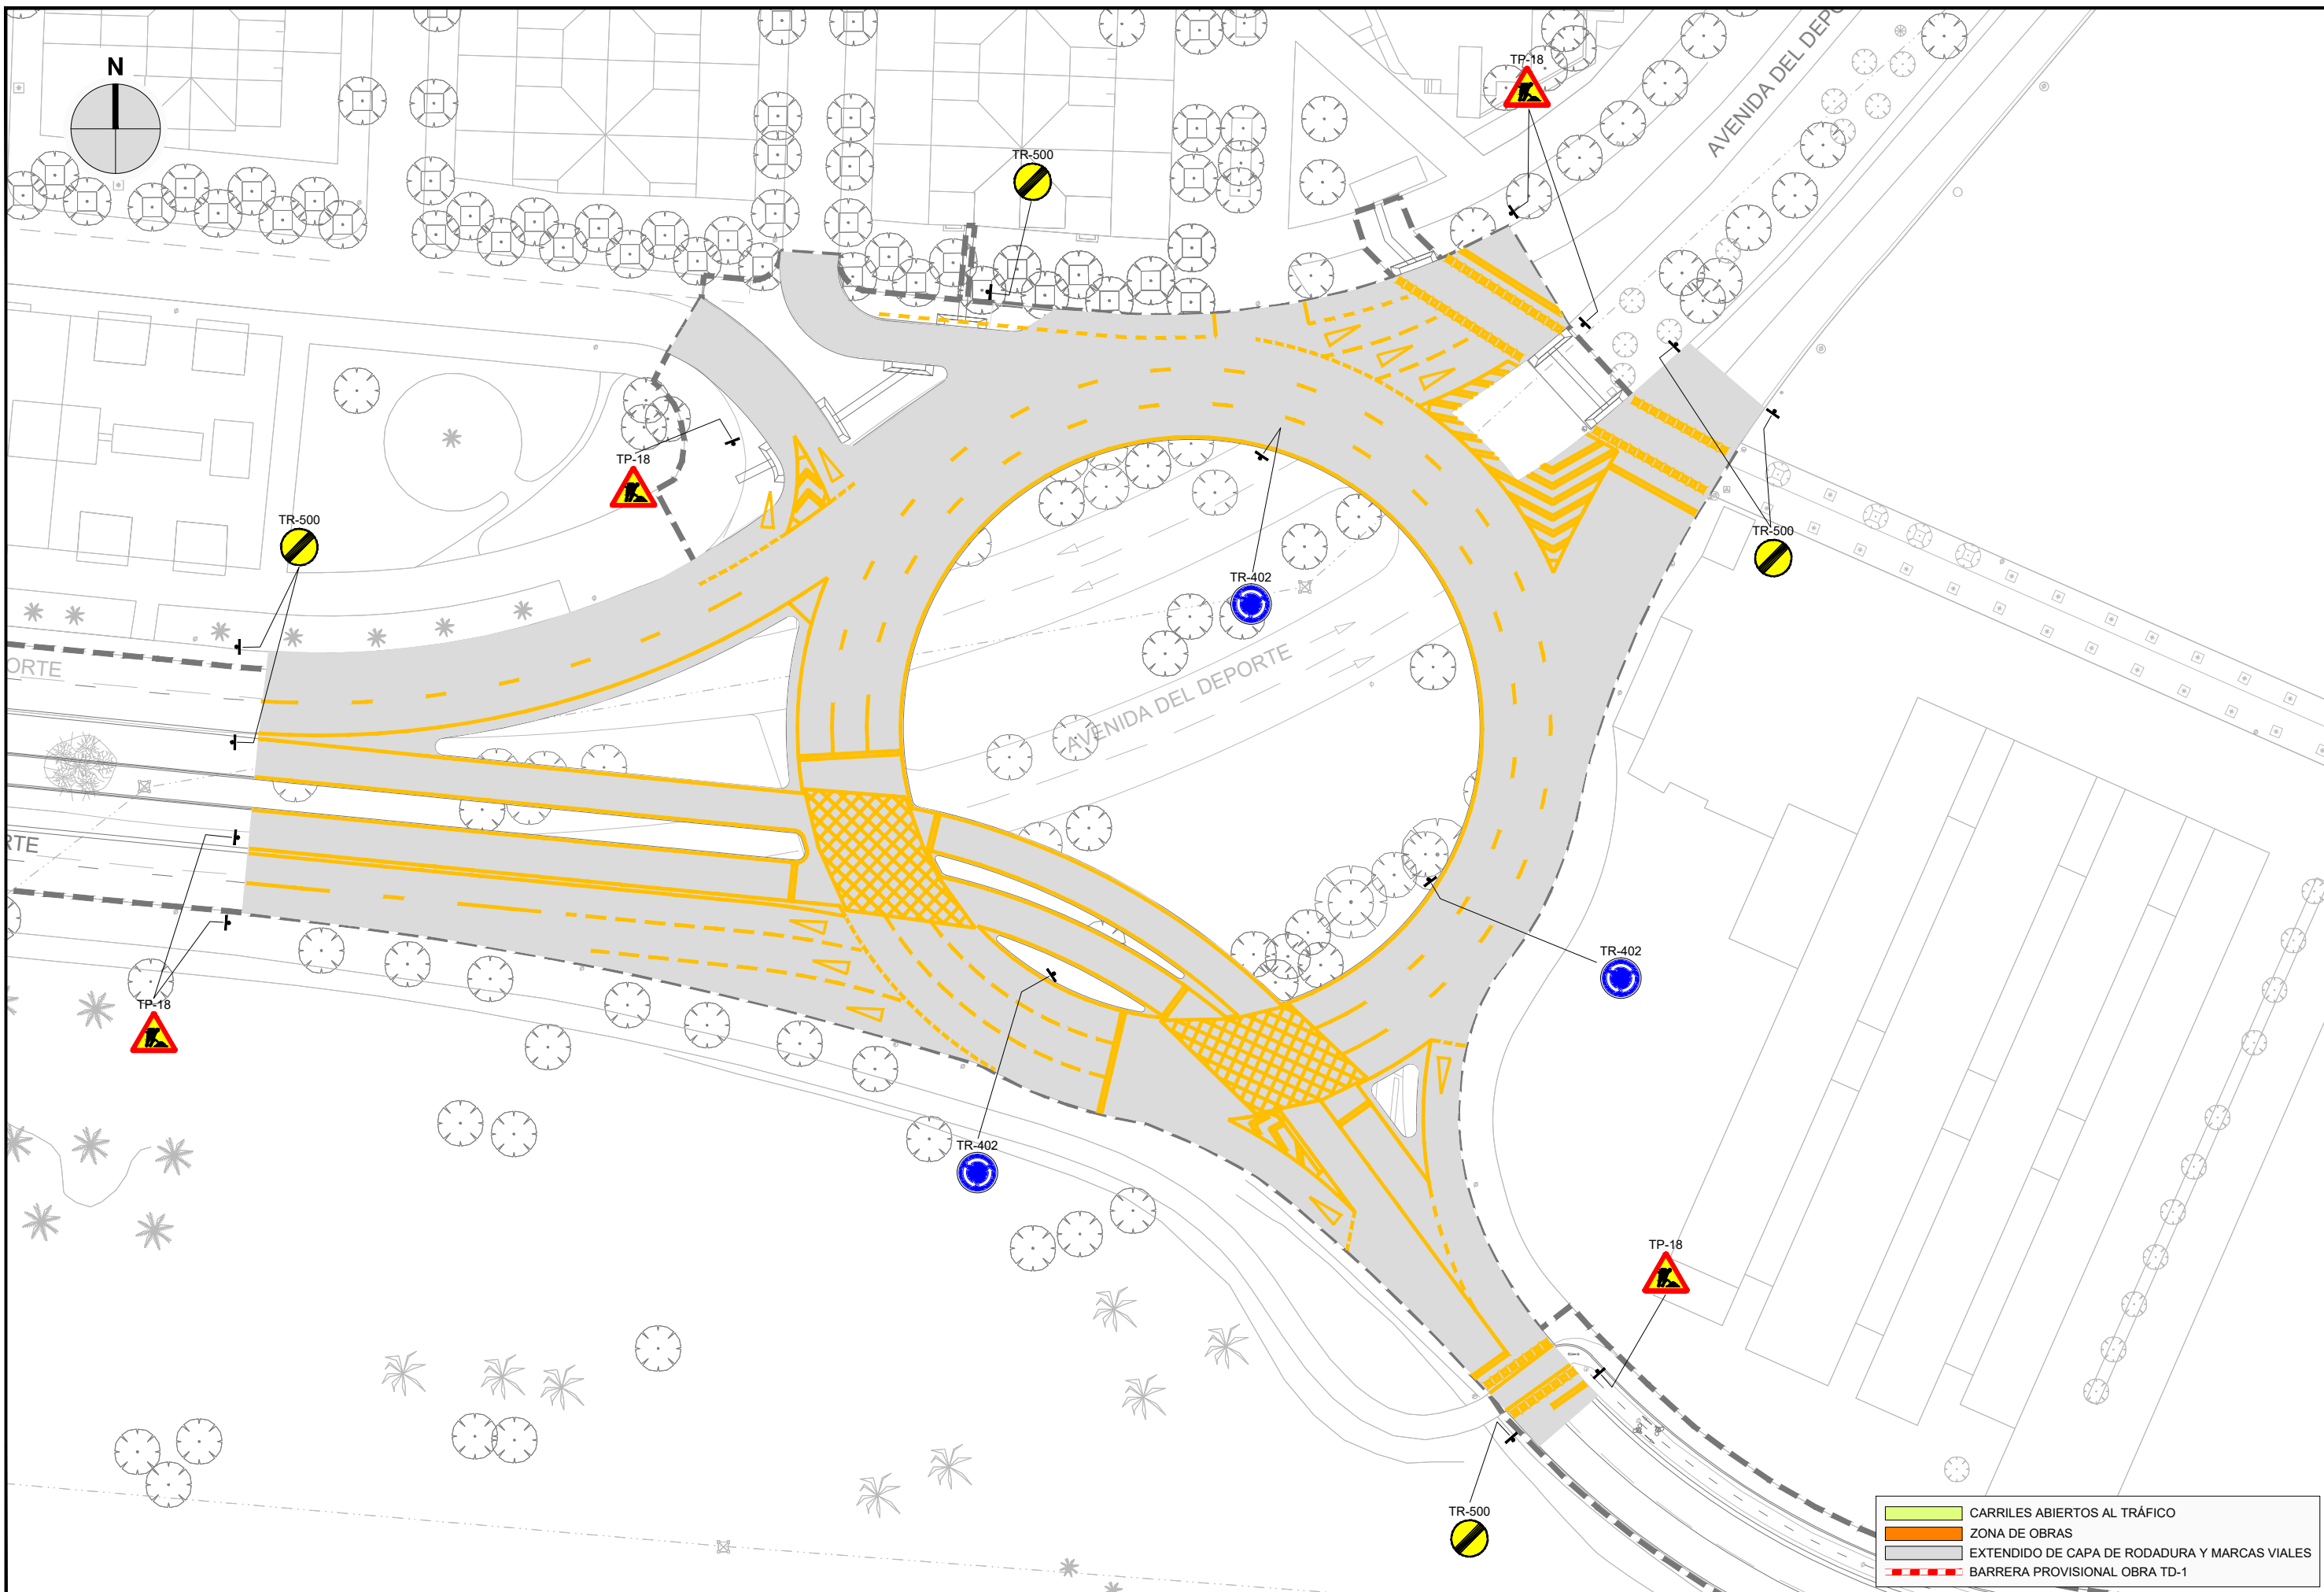 N
TP-18
AVENIDA DEL DEPO
TR-500
TP-18
TR-500
TR-500
TR-402
ORTE
AVENIDA DEL DEPORTE
RTE
TR-402
TP-18
TR-402
TP-18
TR-500
CARRILES ABIERTOS AL TRÁFICO
ZONA DE OBRAS
EXTENDIDO DE CAPA DE RODADURA Y MARCAS VIALES
BARRERA PROVISIONAL OBRA TD-1